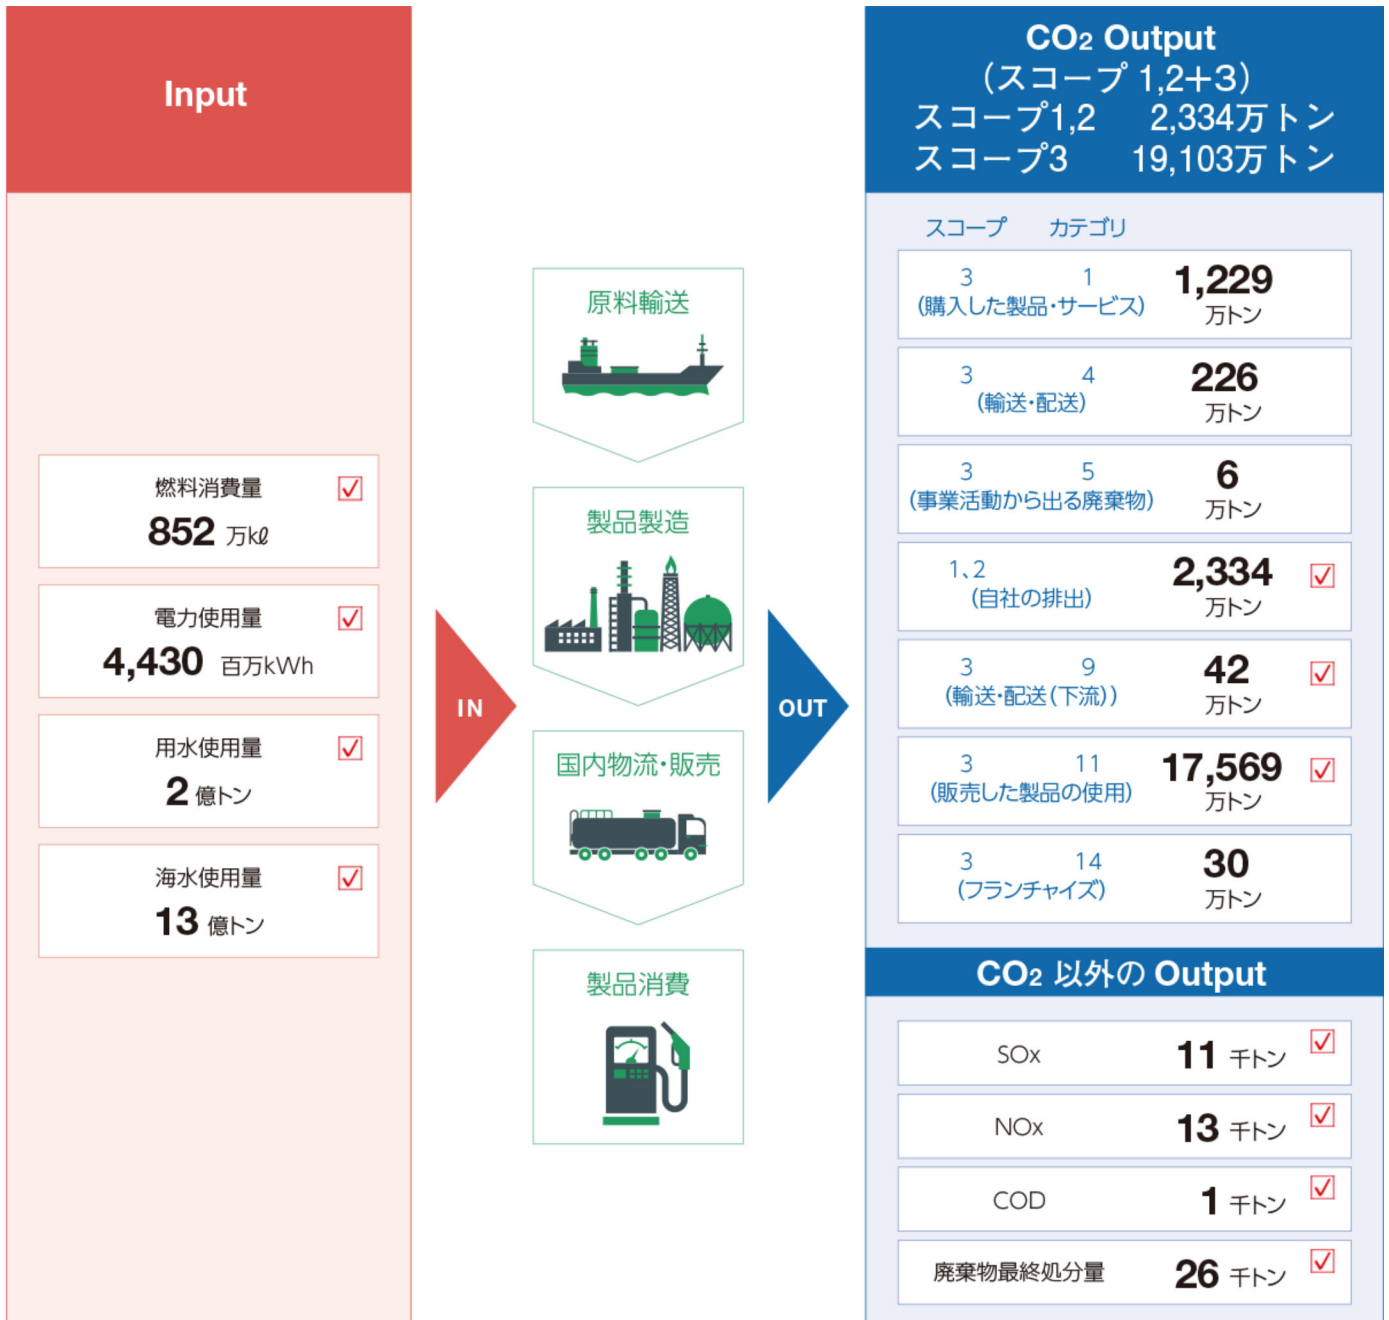 Input
燃料消費量
852 万kℓ
電力使用量
4,430 百万kWh
用水使用量
2 億トン
海水使用量
13 億トン
IN
原料輸送
製品製造
国内物流・販売
製品消費
OUT
CO₂ Output
（スコープ 1,2＋3）
スコープ1,2 2,334万トン
スコープ3 19,103万トン
スコープ カテゴリ
3 1 1,229
(購入した製品・サービス) 万トン
3 4 226
(輸送・配送) 万トン
3 5 6
(事業活動から出る廃棄物) 万トン
1、2 2,334
(自社の排出) 万トン
3 9 42
(輸送・配送(下流)) 万トン
3 11 17,569
(販売した製品の使用) 万トン
3 14 30
(フランチャイズ) 万トン
CO₂ 以外の Output
SOx 11 千トン
NOx 13 千トン
COD 1 千トン
廃棄物最終処分量 26 千トン